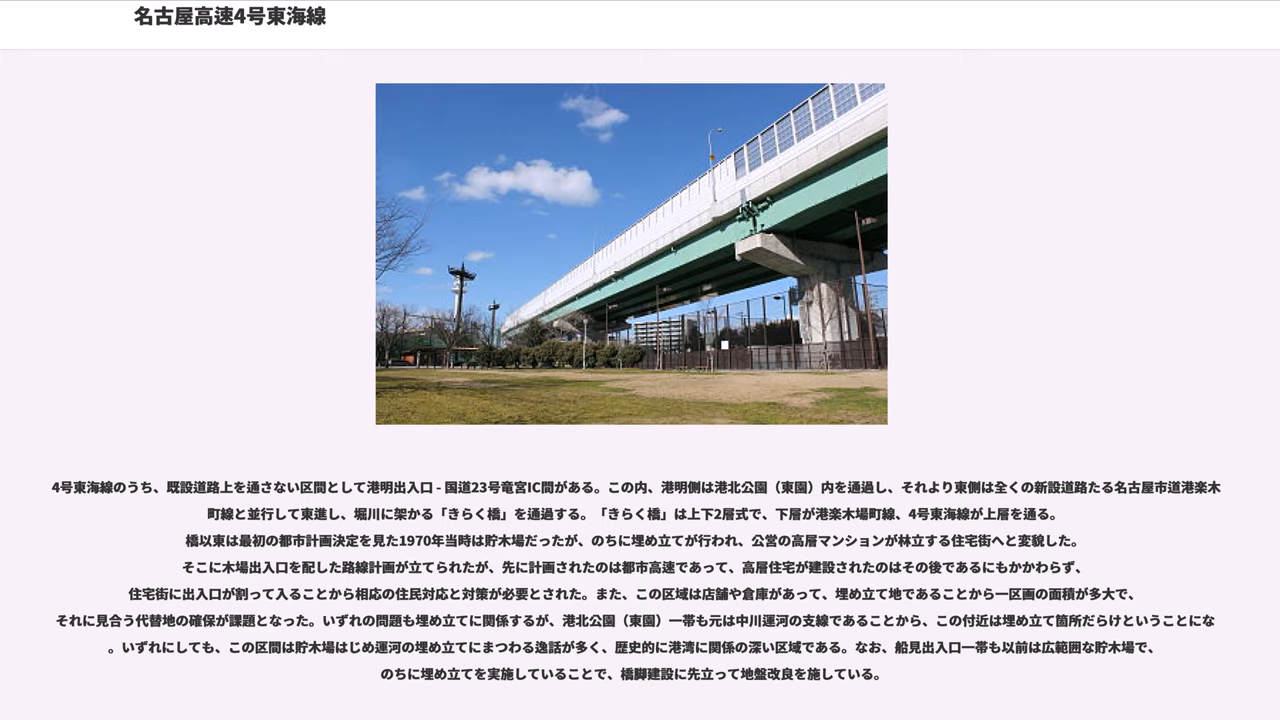 名古屋高速4号東海線
4号東海線のうち、既設道路上を通さない区間として港明出入口 - 国道23号竜宮IC間がある。この内、港明側は港北公園（東園）内を通過し、それより東側は全くの新設道路たる名古屋市道港楽木
町線と並行して東進し、堀川に架かる「きらく橋」を通過する。「きらく橋」は上下2層式で、下層が港楽木場町線、4号東海線が上層を通る。
橋以東は最初の都市計画決定を見た1970年当時は貯木場だったが、のちに埋め立てが行われ、公営の高層マンションが林立する住宅街へと変貌した。
そこに木場出入口を配した路線計画が立てられたが、先に計画されたのは都市高速であって、高層住宅が建設されたのはその後であるにもかかわらず、
住宅街に出入口が割って入ることから相応の住民対応と対策が必要とされた。また、この区域は店舗や倉庫があって、埋め立て地であることから一区画の面積が多大で、
それに見合う代替地の確保が課題となった。いずれの問題も埋め立てに関係するが、港北公園（東園）一帯も元は中川運河の支線であることから、この付近は埋め立て箇所だらけということにな
。いずれにしても、この区間は貯木場はじめ運河の埋め立てにまつわる逸話が多く、歴史的に港湾に関係の深い区域である。なお、船見出入口一帯も以前は広範囲な貯木場で、
のちに埋め立てを実施していることで、橋脚建設に先立って地盤改良を施している。